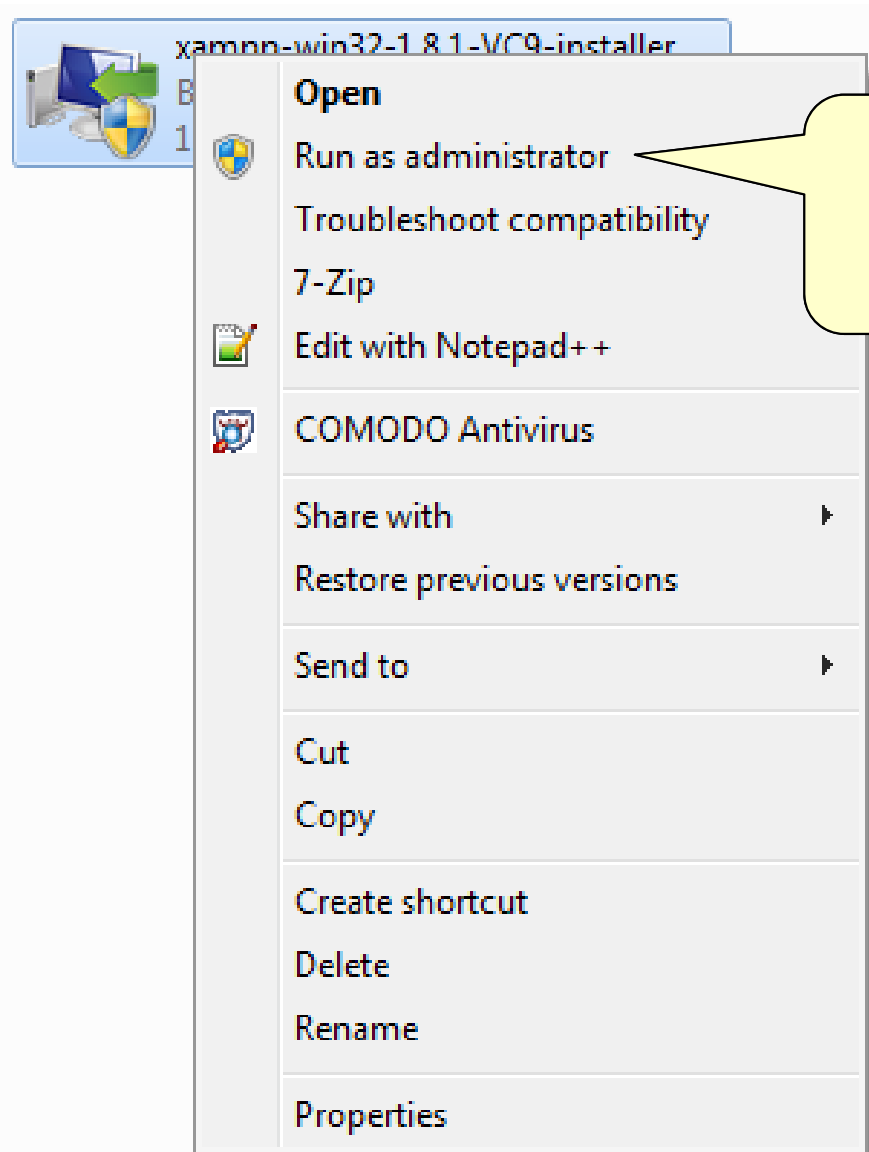 xampp-win32-1.8.1-VC9-installer
B
1
Open
Run as administrator
Troubleshoot compatibility
7-Zip
Edit with Notepad++
COMODO Antivirus
Share with
Restore previous versions
Send to
Cut
Copy
Create shortcut
Delete
Rename
Properties